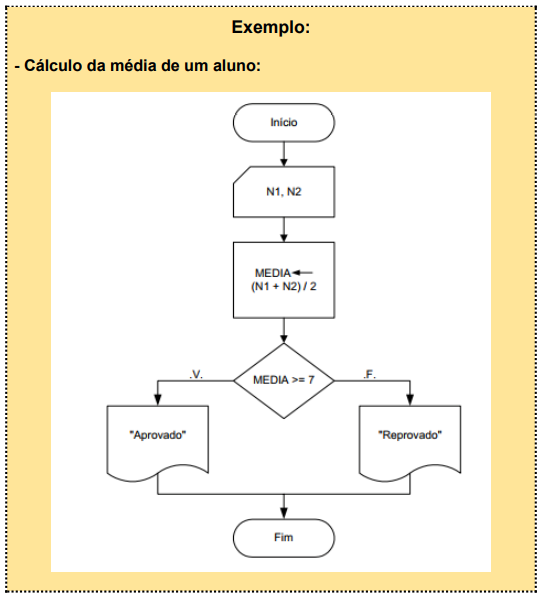 Exemplo:
- Cálculo da média de um aluno:
Início
N1, N2
MEDIA←
(N1 + N2) / 2
MEDIA >= 7
.V.
.F.
"Aprovado"
"Reprovado"
Fim